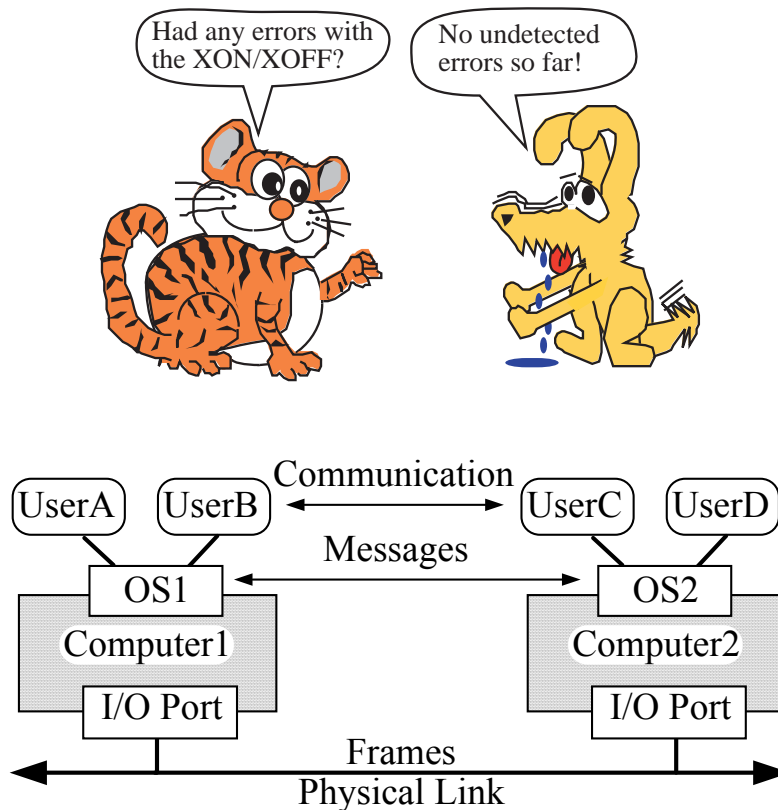 Had any errors with
the XON/XOFF?
No undetected
errors so far!
Communication
UserA
UserB
UserC
UserD
Messages
OS1
OS2
Computer1
Computer2
I/O Port
I/O Port
Frames
Physical Link